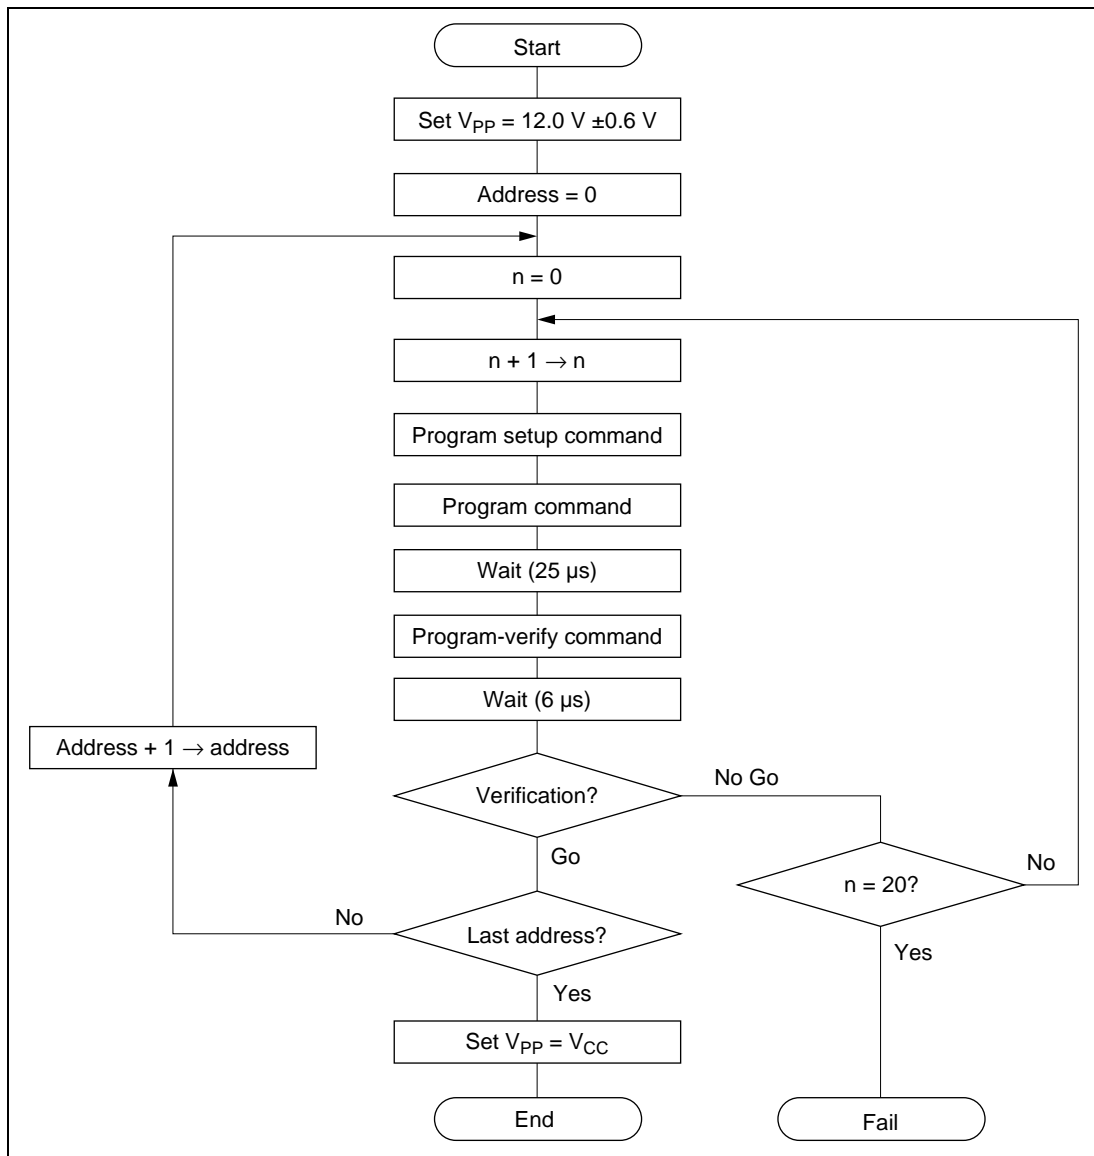 Start
Set VPP = 12.0 V ±0.6 V
Address = 0
n = 0
n + 1 → n
Program setup command
Program command
Wait (25 µs)
Program-verify command
Wait (6 µs)
Address + 1 → address
Verification?
No Go
Go
n = 20?
No
No
Last address?
Yes
Yes
Set VPP = VCC
End
Fail